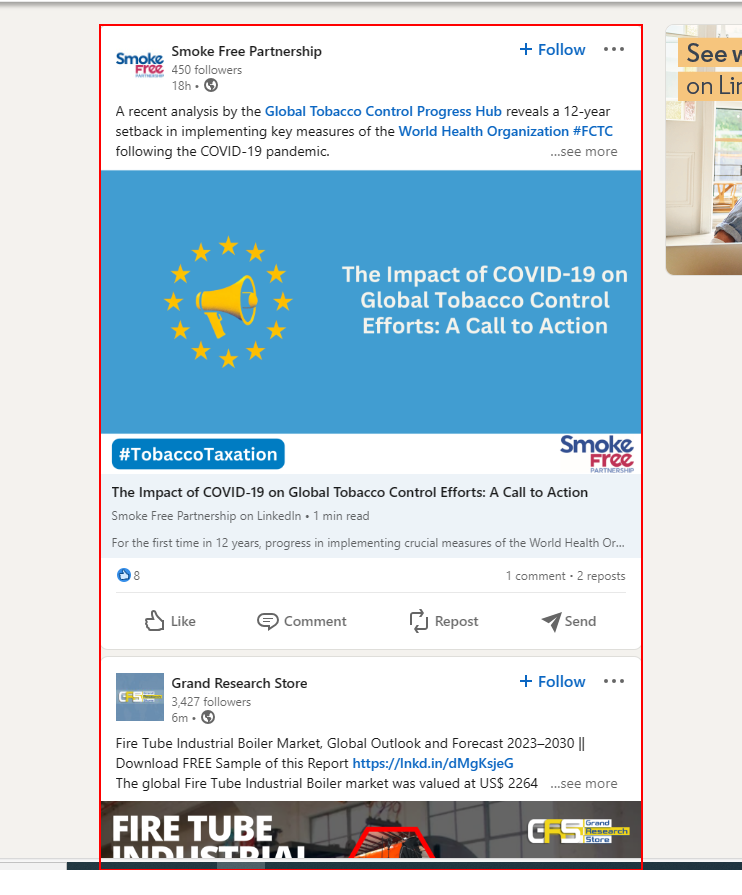 Smoke Free Partnership
+ Follow
450 followers
18h •
A recent analysis by the Global Tobacco Control Progress Hub reveals a 12-year
setback in implementing key measures of the World Health Organization #FCTC
following the COVID-19 pandemic.
...see more
The Impact of COVID-19 on
Global Tobacco Control
Efforts: A Call to Action
#TobaccoTaxation
Smoke
Free
PARTNERSHIP
The Impact of COVID-19 on Global Tobacco Control Efforts: A Call to Action
Smoke Free Partnership on LinkedIn • 1 min read
For the first time in 12 years, progress in implementing crucial measures of the World Health Or...
8
1 comment • 2 reposts
Like
Comment
Repost
Send
Grand Research Store
+ Follow
3,427 followers
6m •
Fire Tube Industrial Boiler Market, Global Outlook and Forecast 2023–2030 ||
Download FREE Sample of this Report https://lnkd.in/dMgKsjeG
The global Fire Tube Industrial Boiler market was valued at US$ 2264 ...see more
FIRE TUBE
INDUSTRIAL
GFS Grand
Research
Store
Smoke
Free
PARTNERSHIP
See
on